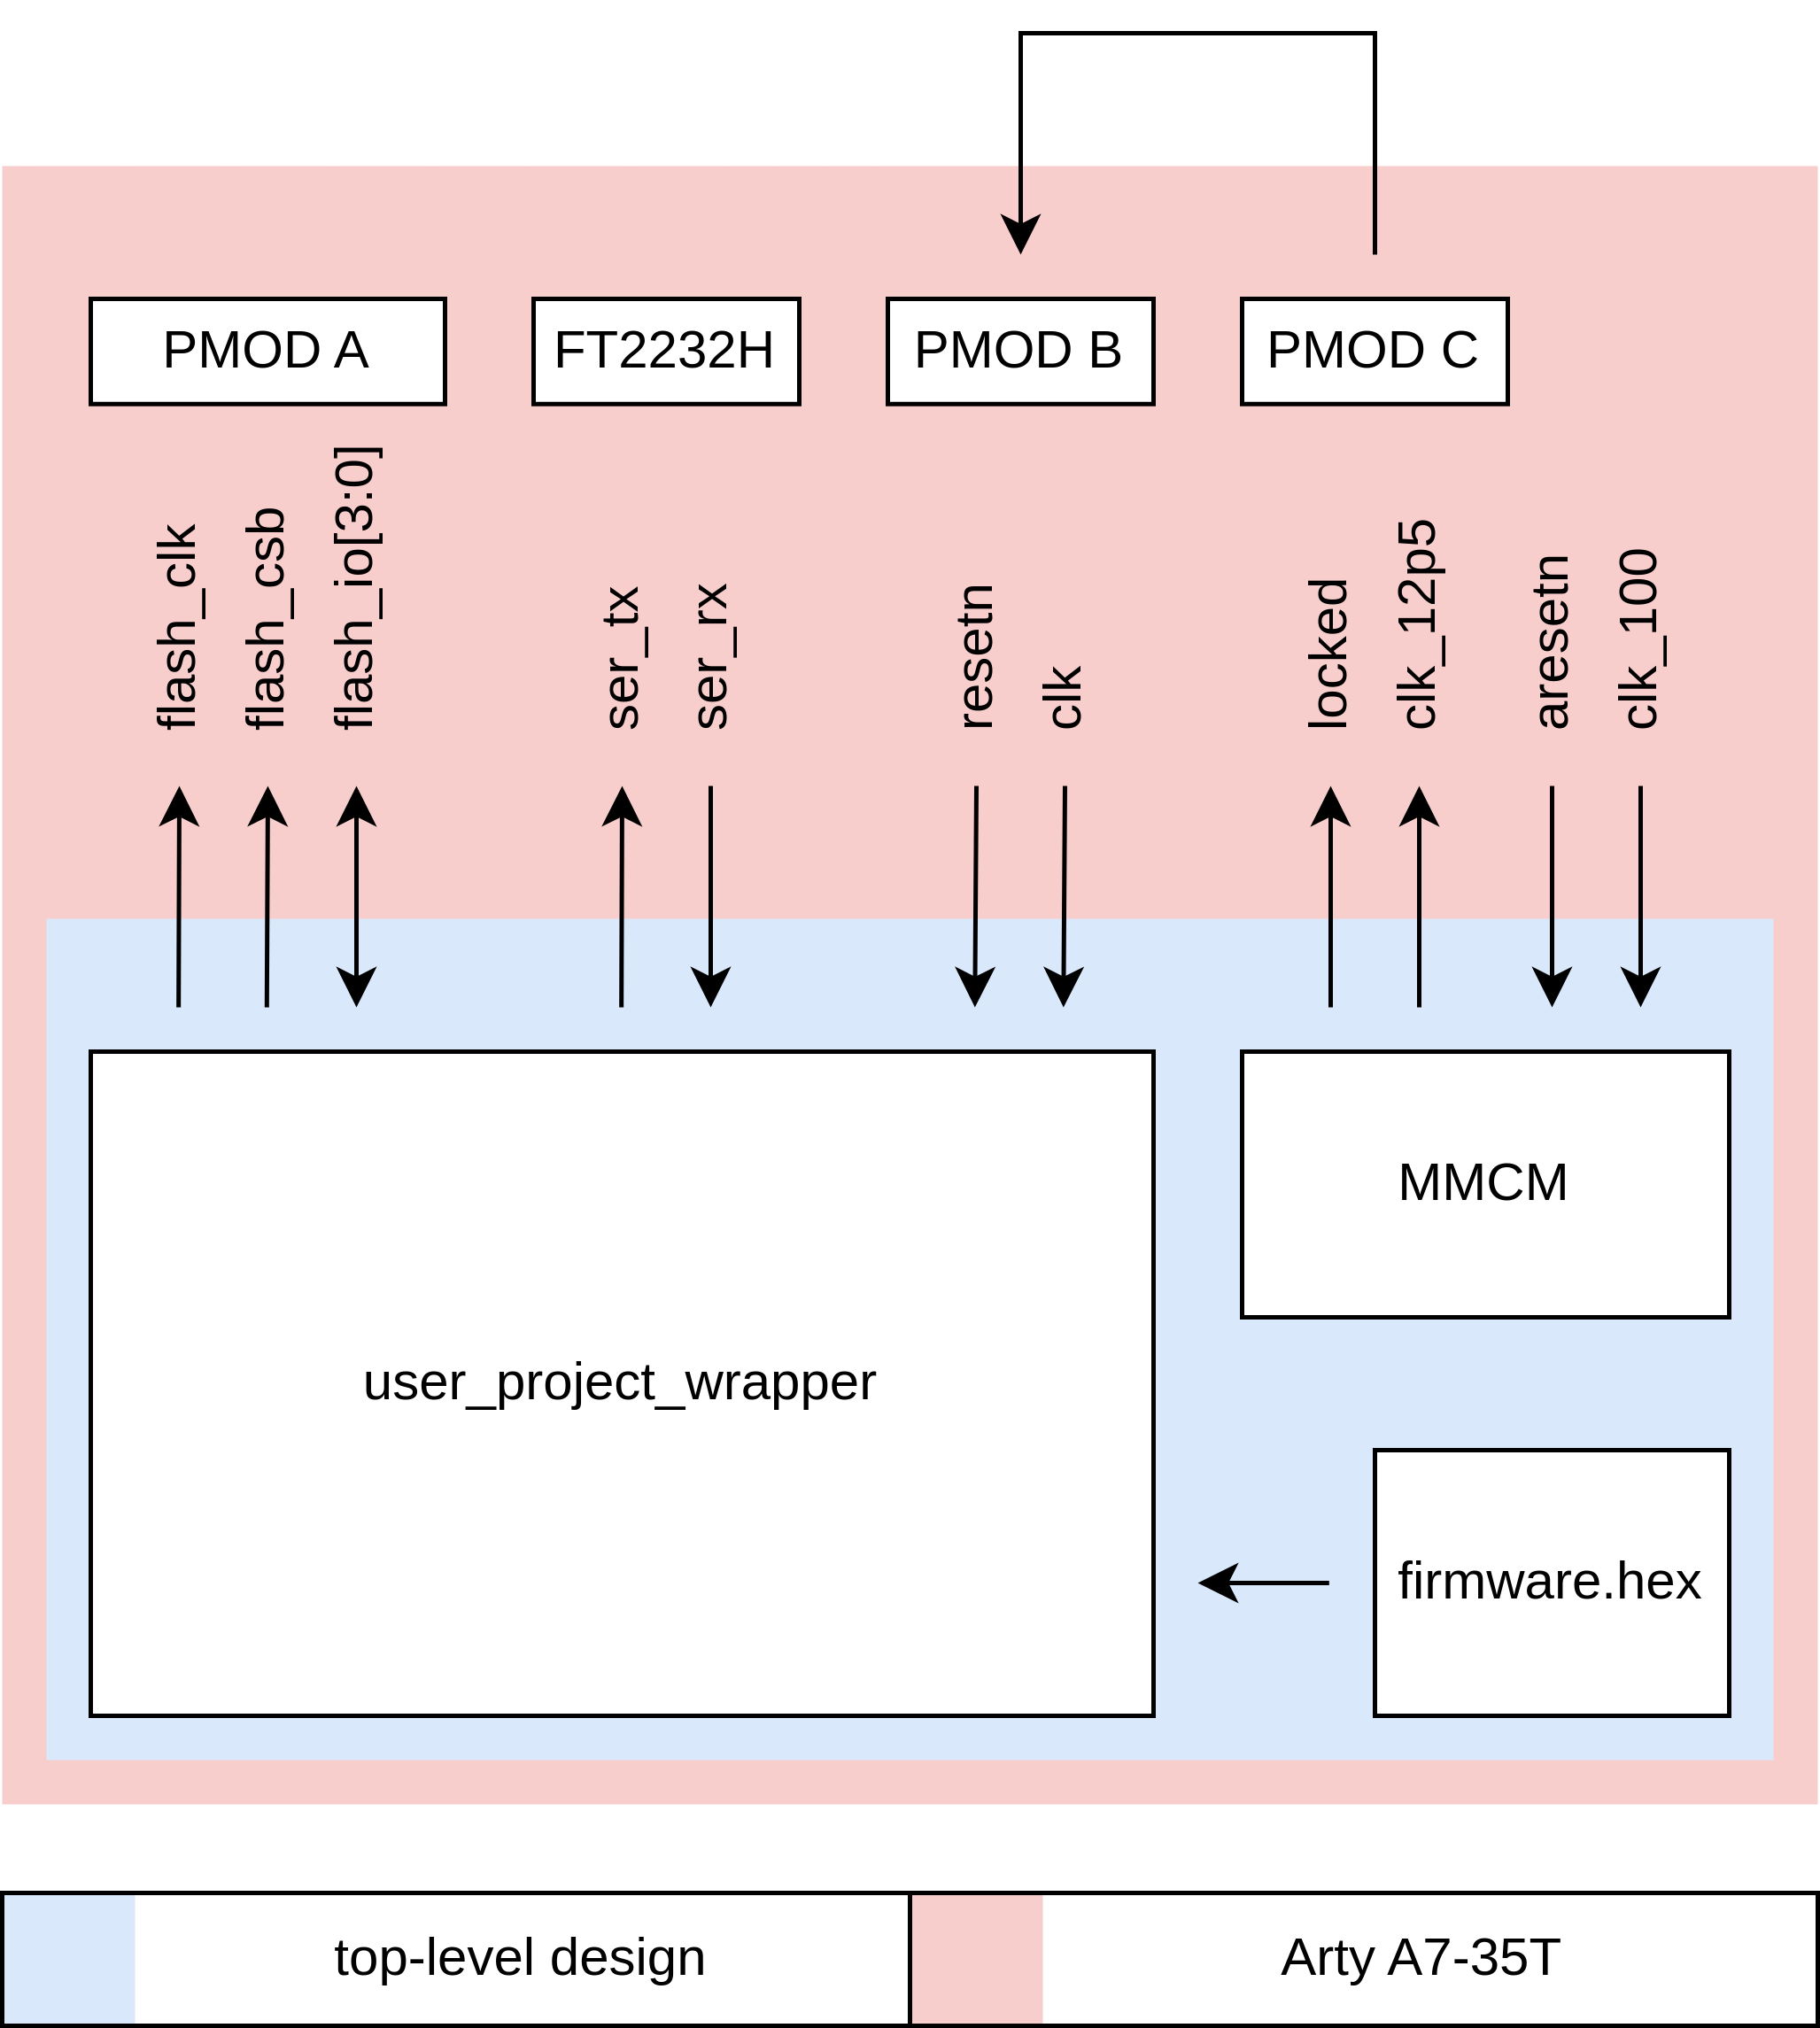 PMOD A
FT2232H
PMOD B
PMOD C
flash_clk
flash_csb
flash_io[3:0]
ser_tx
ser_rx
resetn
clk
locked
clk_12p5
aresetn
clk_100
MMCM
user_project_wrapper
firmware.hex
top-level design
Arty A7-35T